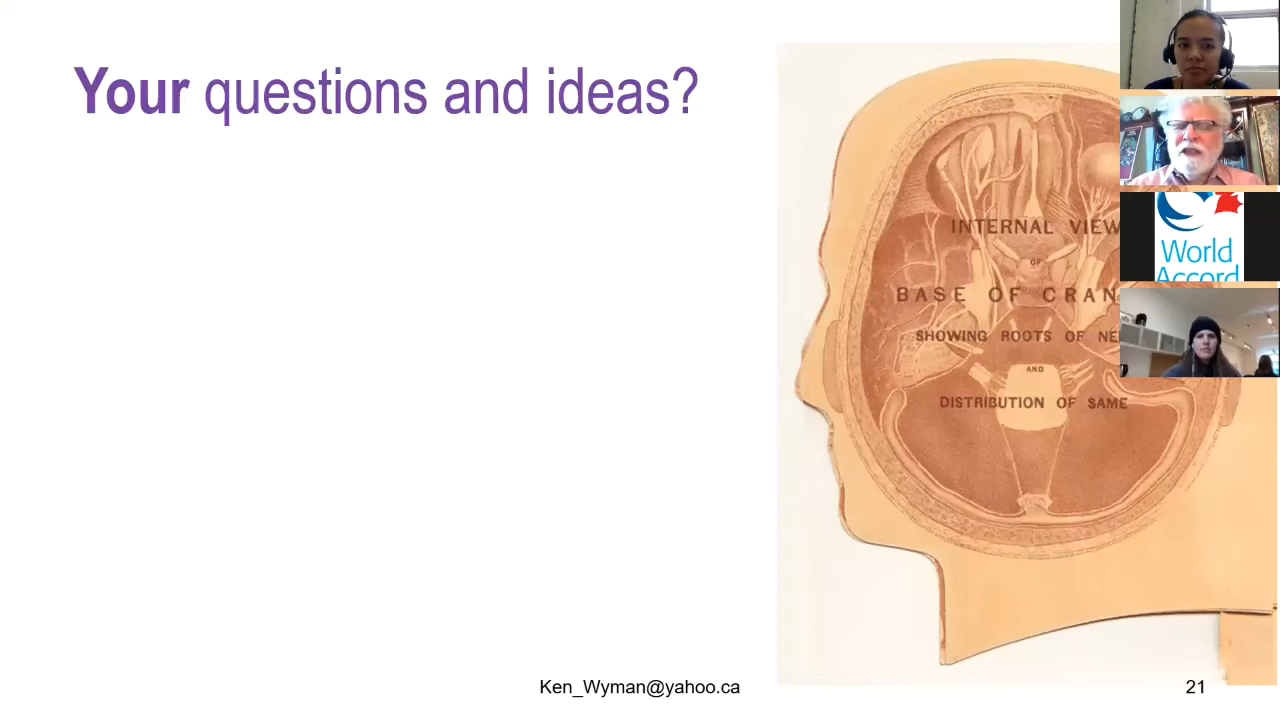 Your questions and ideas?
INTERNAL VIEW
OF
BASE OF CRAN
SHOWING ROOTS OF NE
AND
DISTRIBUTION OF SAME
World
Accord
Ken_Wyman@yahoo.ca
21